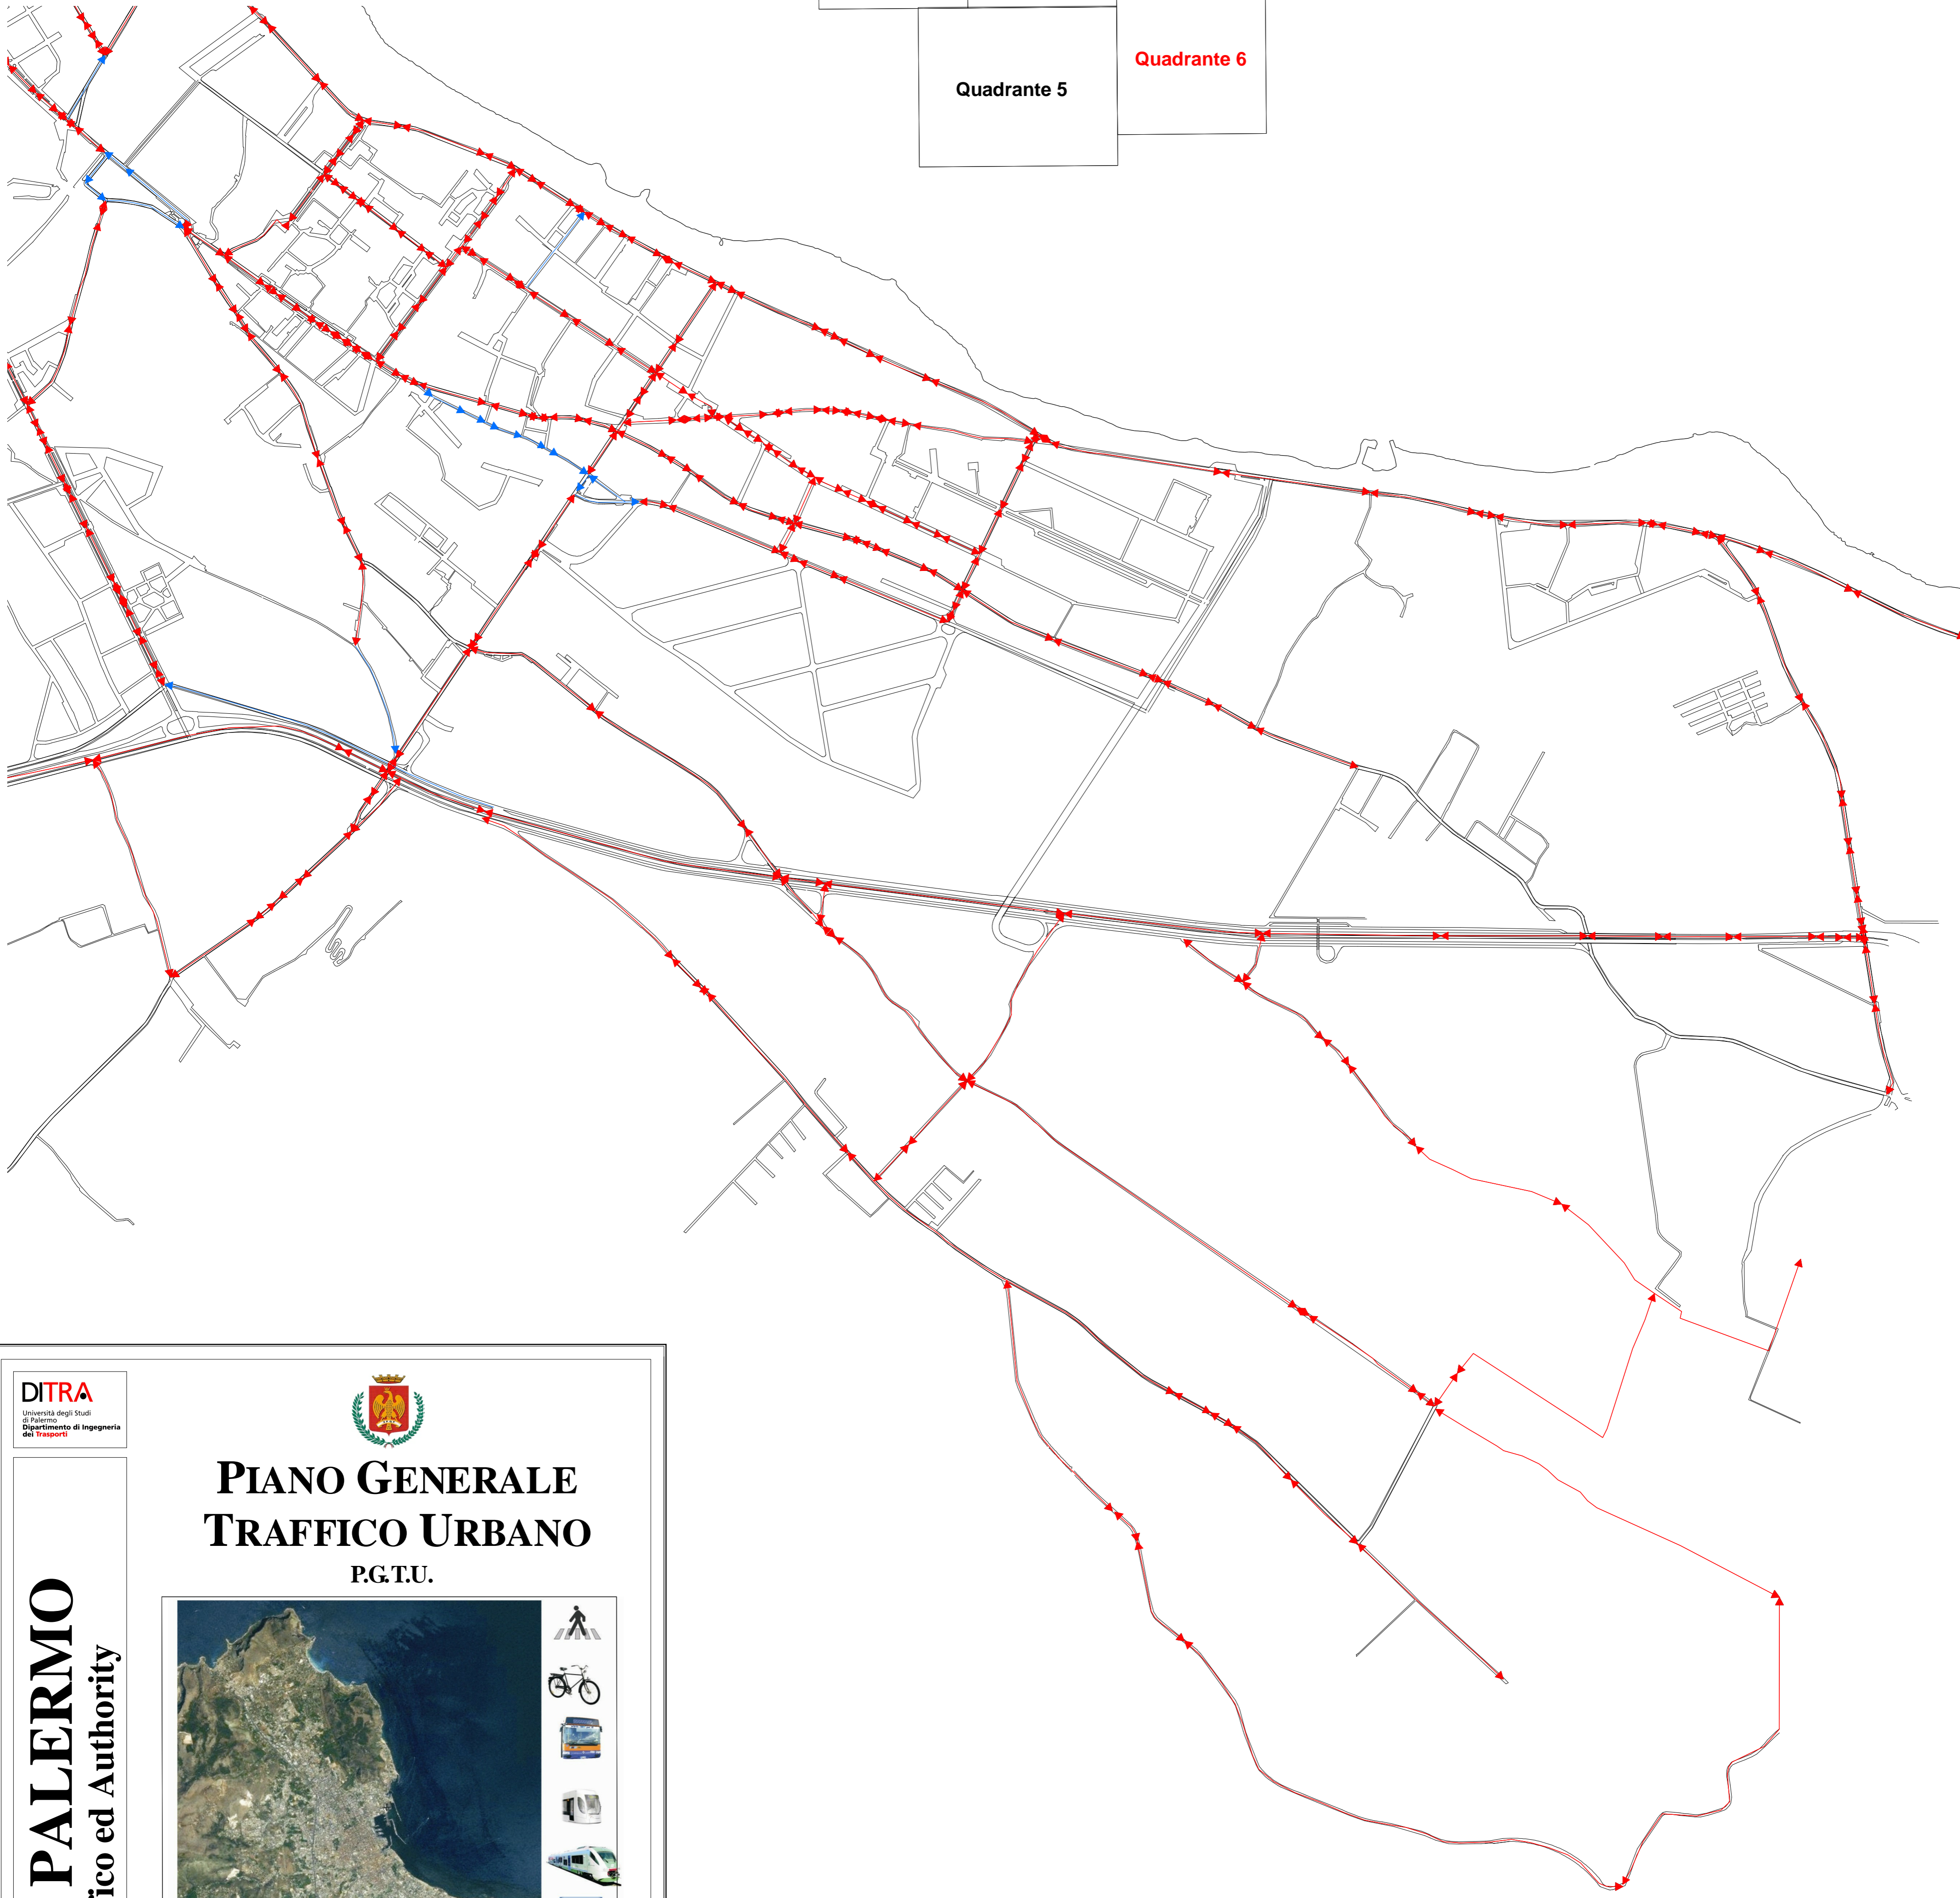 Quadrante 6
Quadrante 5
DITRA
Università degli Studi
di Palermo
Dipartimento di Ingegneria
dei Trasporti
PIANO GENERALE
TRAFFICO URBANO
P.G.T.U.
PALERMO
ed Authority